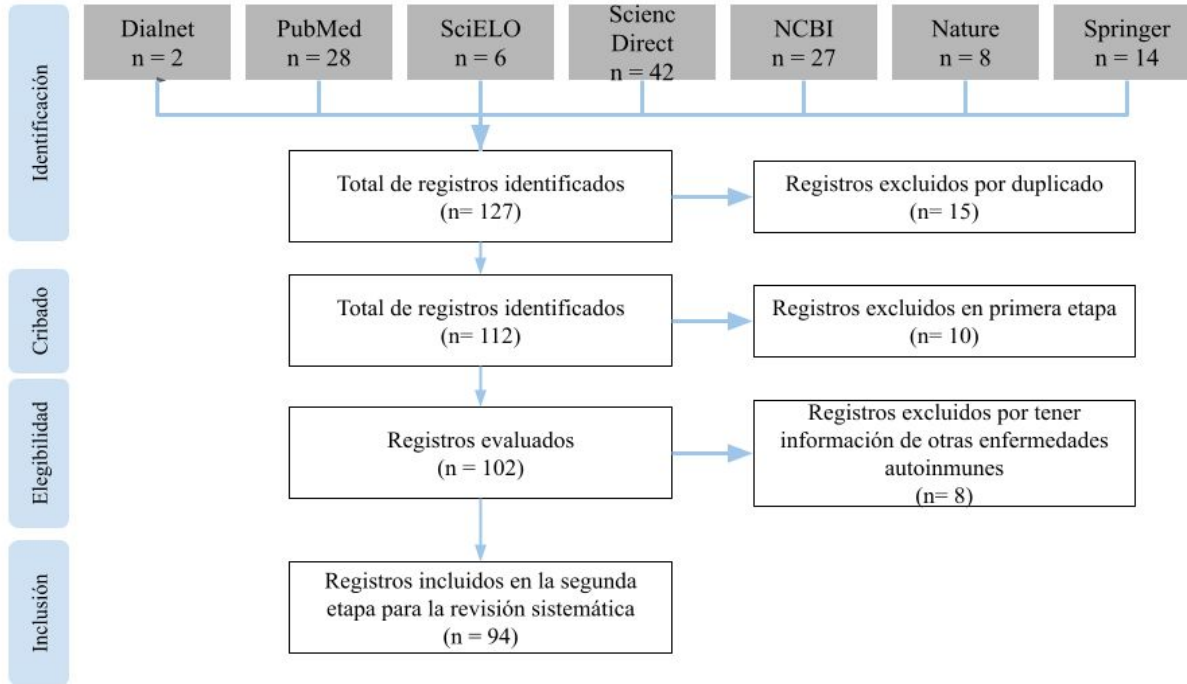 Identificación
Dialnet
n = 2
PubMed
n = 28
SciELO
n = 6
Scienc
Direct
n = 42
NCBI
n = 27
Nature
n = 8
Springer
n = 14
Total de registros identificados
(n= 127)
Registros excluidos por duplicado
(n= 15)
Cribado
Total de registros identificados
(n= 112)
Registros excluidos en primera etapa
(n= 10)
Elegibilidad
Registros evaluados
(n = 102)
Registros excluidos por tener
información de otras enfermedades
autoinmunes
(n= 8)
Inclusión
Registros incluidos en la segunda
etapa para la revisión sistemática
(n = 94)